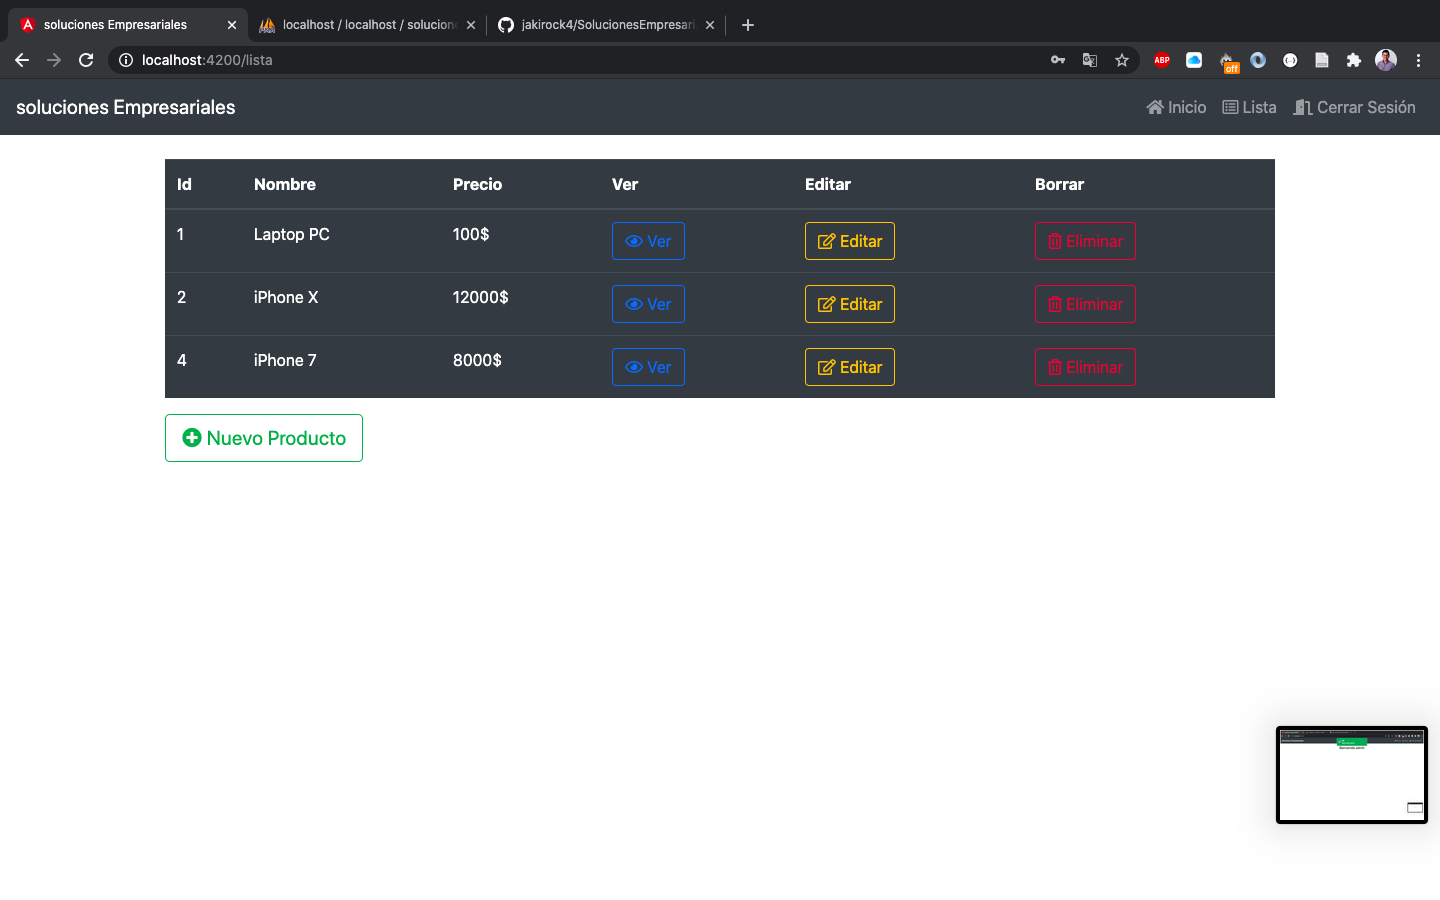 soluciones Empresariales
localhost / localhost / solucione
jakirock4/SolucionesEmpresari
localhost:4200/lista
ABP
off
soluciones Empresariales
Inicio
Lista
Cerrar Sesión
Id Nombre Precio Ver Editar Borrar
1 Laptop PC 100$ Ver Editar Eliminar
2 iPhone X 12000$ Ver Editar Eliminar
4 iPhone 7 8000$ Ver Editar Eliminar
Nuevo Producto